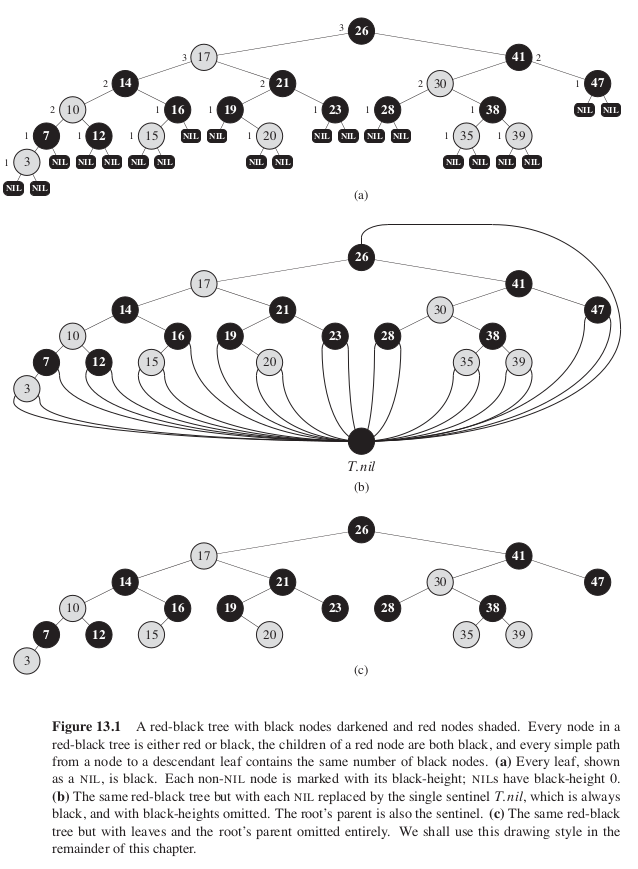 3 26
3 17 41 2
2 14 2 21 2 30 1 47
2 10 1 16 1 19 1 23 1 28 1 38 NIL NIL
1 7 1 12 1 15 NIL NIL 1 20 NIL NIL NIL NIL 1 35 1 39
1 3 NIL NIL NIL NIL NIL NIL NIL NIL NIL NIL NIL
NIL NIL
(a)
26
17 41
14 21 30 47
10 16 19 23 28 38
7 12 15 20 35 39
3
T.nil
(b)
26
17 41
14 21 30 47
10 16 19 23 28 38
7 12 15 20 35 39
3
(c)
Figure 13.1 A red-black tree with black nodes darkened and red nodes shaded. Every node in a
red-black tree is either red or black, the children of a red node are both black, and every simple path
from a node to a descendant leaf contains the same number of black nodes. (a) Every leaf, shown
as a NIL, is black. Each non-NIL node is marked with its black-height; NILs have black-height 0.
(b) The same red-black tree but with each NIL replaced by the single sentinel T.nil, which is always
black, and with black-heights omitted. The root's parent is also the sentinel. (c) The same red-black
tree but with leaves and the root's parent omitted entirely. We shall use this drawing style in the
remainder of this chapter.